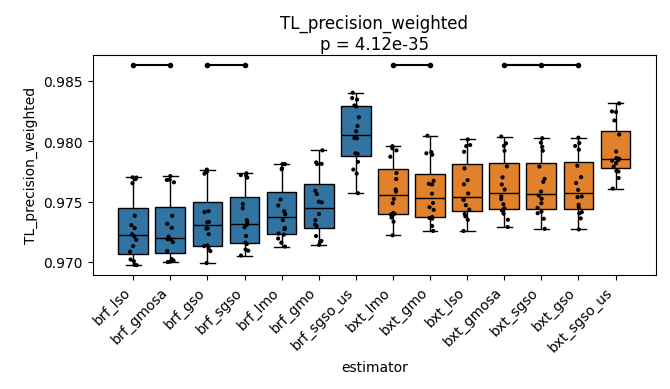 TL_precision_weighted
p = 4.12e-35
TL_precision_weighted
0.985
0.980
0.975
0.970
brf_lso
brf_gmosa
brf_gso
brf_sgso
brf_lmo
brf_gmo
brf_sgso_us
bxt_lmo
bxt_gmo
bxt_lso
bxt_gmosa
bxt_sgso
bxt_gso
bxt_sgso_us
estimator